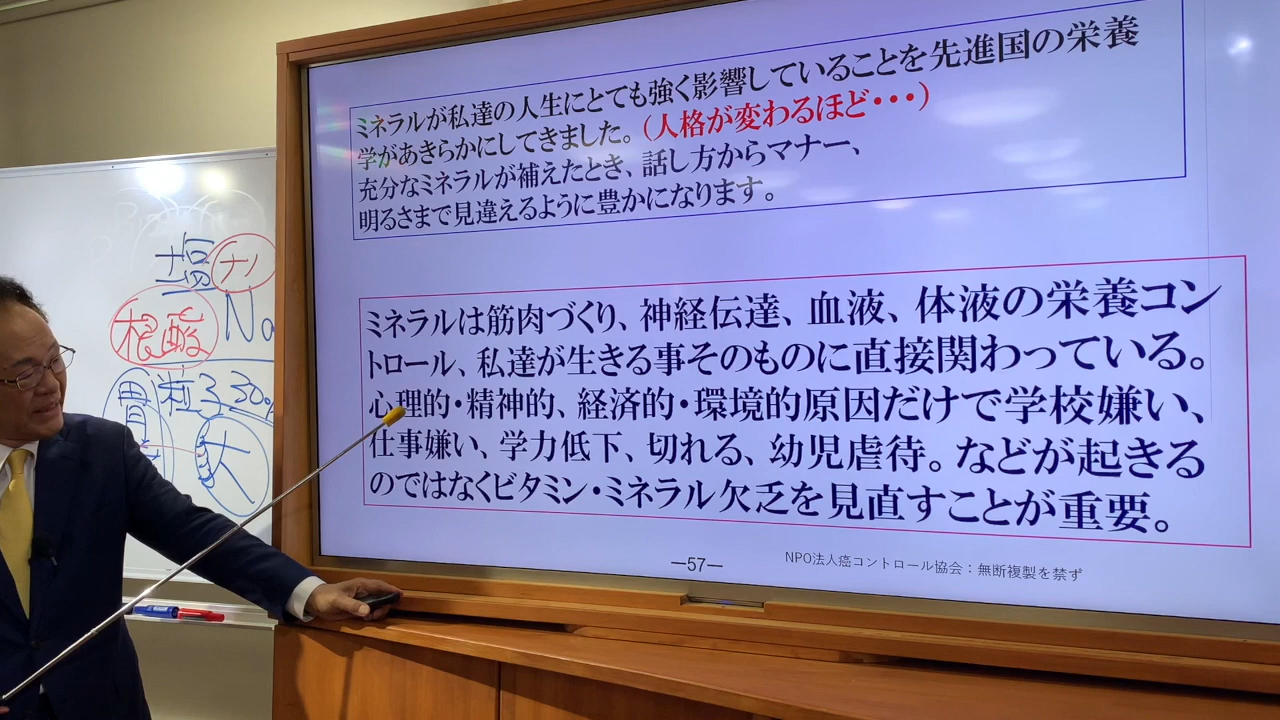 ミネラルが私達の人生にとても強く影響していることを先進国の栄養
学があきらかにしてきました。（人格が変わるほど・・・）
充分なミネラルが補えたとき、話し方からマナー、
明るさまで見違えるように豊かになります。
ミネラルは筋肉づくり、神経伝達、血液、体液の栄養コン
トロール、私達が生きる事そのものに直接関わっている。
心理的・精神的、経済的・環境的原因だけで学校嫌い、
仕事嫌い、学力低下、切れる、幼児虐待。などが起きる
のではなくビタミン・ミネラル欠乏を見直すことが重要。
―57―
NPO法人癌コントロール協会：無断複製を禁ず
塩
Na